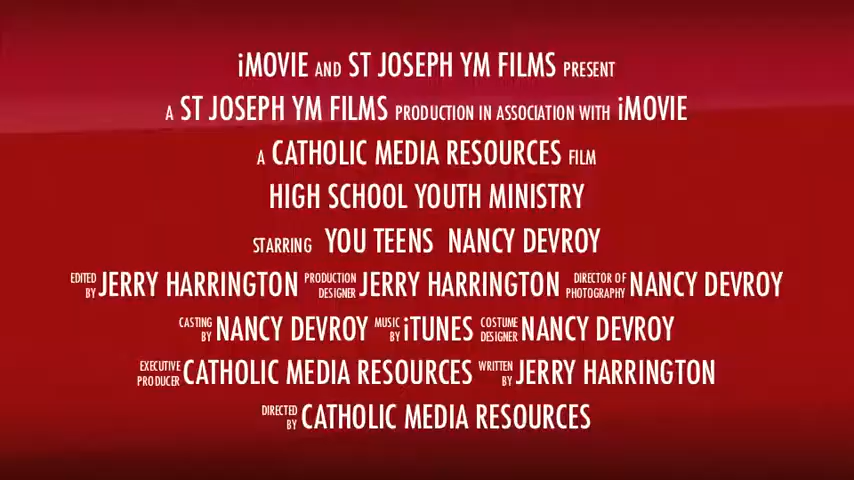 iMOVIE AND ST JOSEPH YM FILMS PRESENT
A ST JOSEPH YM FILMS PRODUCTION IN ASSOCIATION WITH iMOVIE
A CATHOLIC MEDIA RESOURCES FILM
HIGH SCHOOL YOUTH MINISTRY
STARRING YOU TEENS NANCY DEVROY
EDITED BY JERRY HARRINGTON PRODUCTION DESIGNER JERRY HARRINGTON DIRECTOR OF PHOTOGRAPHY NANCY DEVROY
CASTING BY NANCY DEVROY MUSIC BY iTUNES COSTUME DESIGNER NANCY DEVROY
EXECUTIVE PRODUCER CATHOLIC MEDIA RESOURCES WRITTEN BY JERRY HARRINGTON
DIRECTED BY CATHOLIC MEDIA RESOURCES